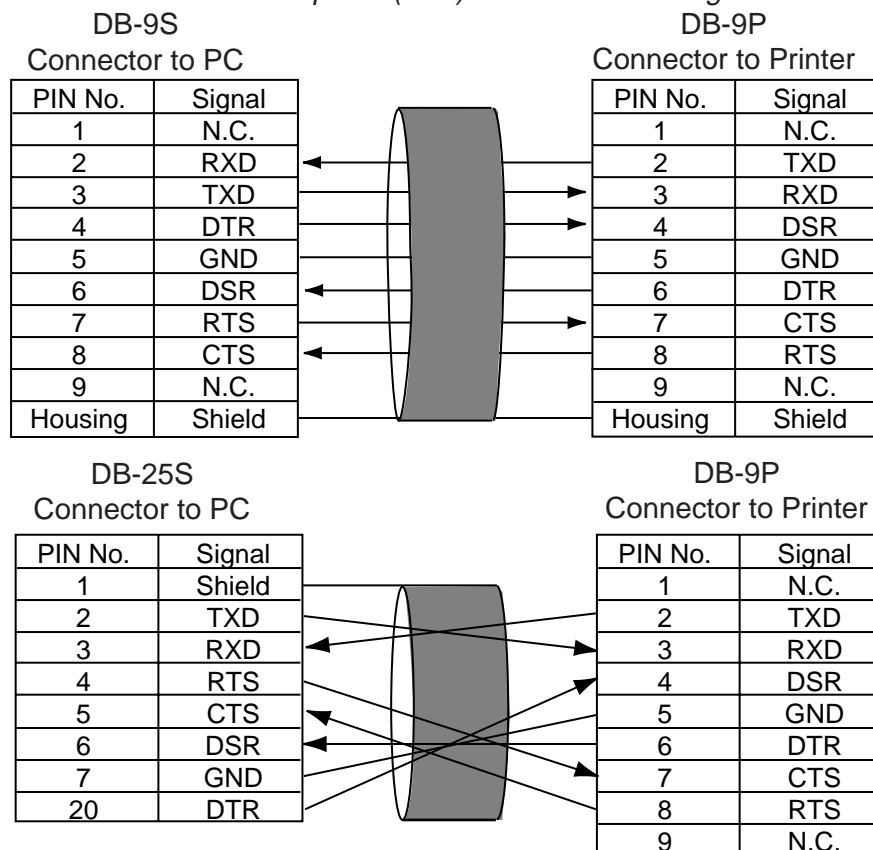 DB-9S DB-9P
Connector to PC Connector to Printer
PIN No. Signal PIN No. Signal
1 N.C. 1 N.C.
2 RXD 2 TXD
3 TXD 3 RXD
4 DTR 4 DSR
5 GND 5 GND
6 DSR 6 DTR
7 RTS 7 CTS
8 CTS 8 RTS
9 N.C. 9 N.C.
Housing Shield Housing Shield
DB-25S DB-9P
Connector to PC Connector to Printer
PIN No. Signal PIN No. Signal
1 Shield 1 N.C.
2 TXD 2 TXD
3 RXD 3 RXD
4 RTS 4 DSR
5 CTS 5 GND
6 DSR 6 DTR
7 GND 7 CTS
20 DTR 8 RTS
9 N.C.